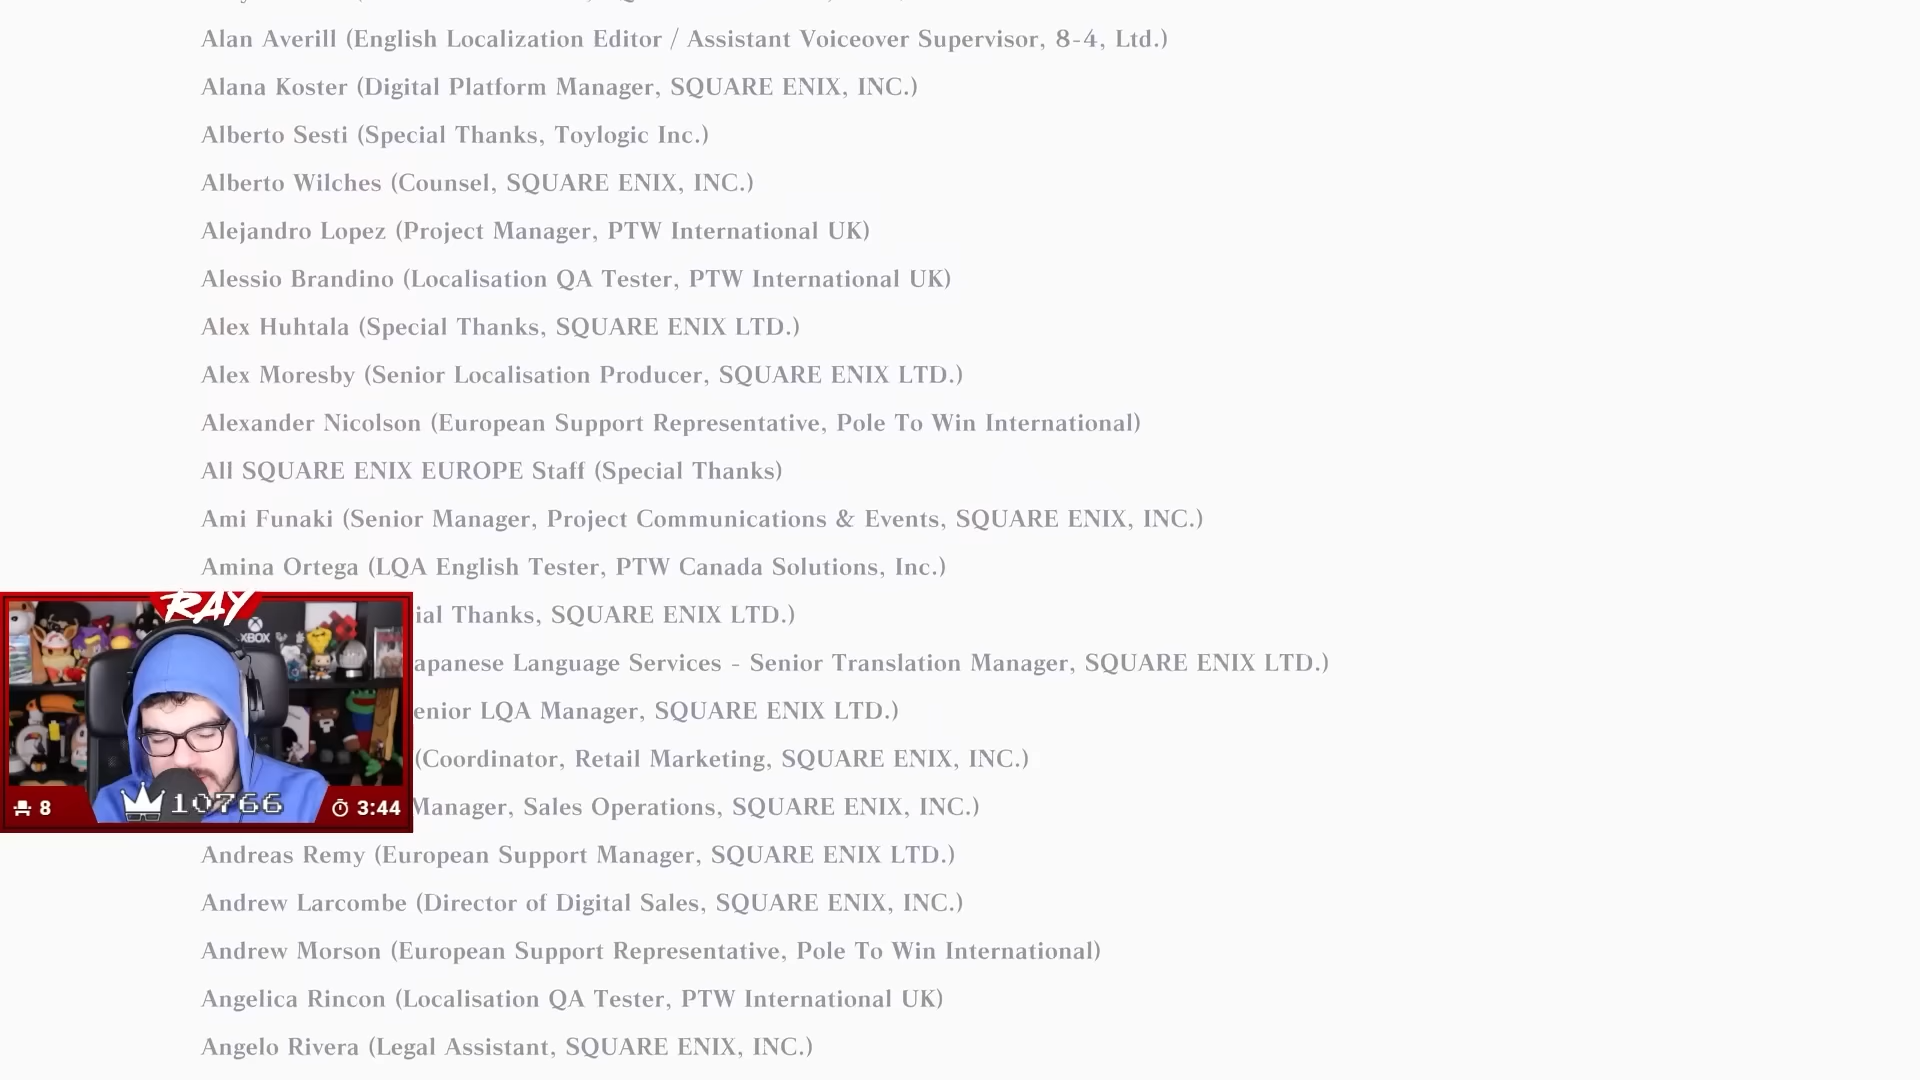 Alan Averill (English Localization Editor / Assistant Voiceover Supervisor, 8-4, Ltd.)
Alana Koster (Digital Platform Manager, SQUARE ENIX, INC.)
Alberto Sesti (Special Thanks, Toylogic Inc.)
Alberto Wilches (Counsel, SQUARE ENIX, INC.)
Alejandro Lopez (Project Manager, PTW International UK)
Alessio Brandino (Localisation QA Tester, PTW International UK)
Alex Huhtala (Special Thanks, SQUARE ENIX LTD.)
Alex Moresby (Senior Localisation Producer, SQUARE ENIX LTD.)
Alexander Nicolson (European Support Representative, Pole To Win International)
All SQUARE ENIX EUROPE Staff (Special Thanks)
Ami Funaki (Senior Manager, Project Communications & Events, SQUARE ENIX, INC.)
Amina Ortega (LQA English Tester, PTW Canada Solutions, Inc.)
ial Thanks, SQUARE ENIX LTD.)
apanese Language Services - Senior Translation Manager, SQUARE ENIX LTD.)
enior LQA Manager, SQUARE ENIX LTD.)
(Coordinator, Retail Marketing, SQUARE ENIX, INC.)
Manager, Sales Operations, SQUARE ENIX, INC.)
RAY
XBOX
8
10766
3:44
Andreas Remy (European Support Manager, SQUARE ENIX LTD.)
Andrew Larcombe (Director of Digital Sales, SQUARE ENIX, INC.)
Andrew Morson (European Support Representative, Pole To Win International)
Angelica Rincon (Localisation QA Tester, PTW International UK)
Angelo Rivera (Legal Assistant, SQUARE ENIX, INC.)